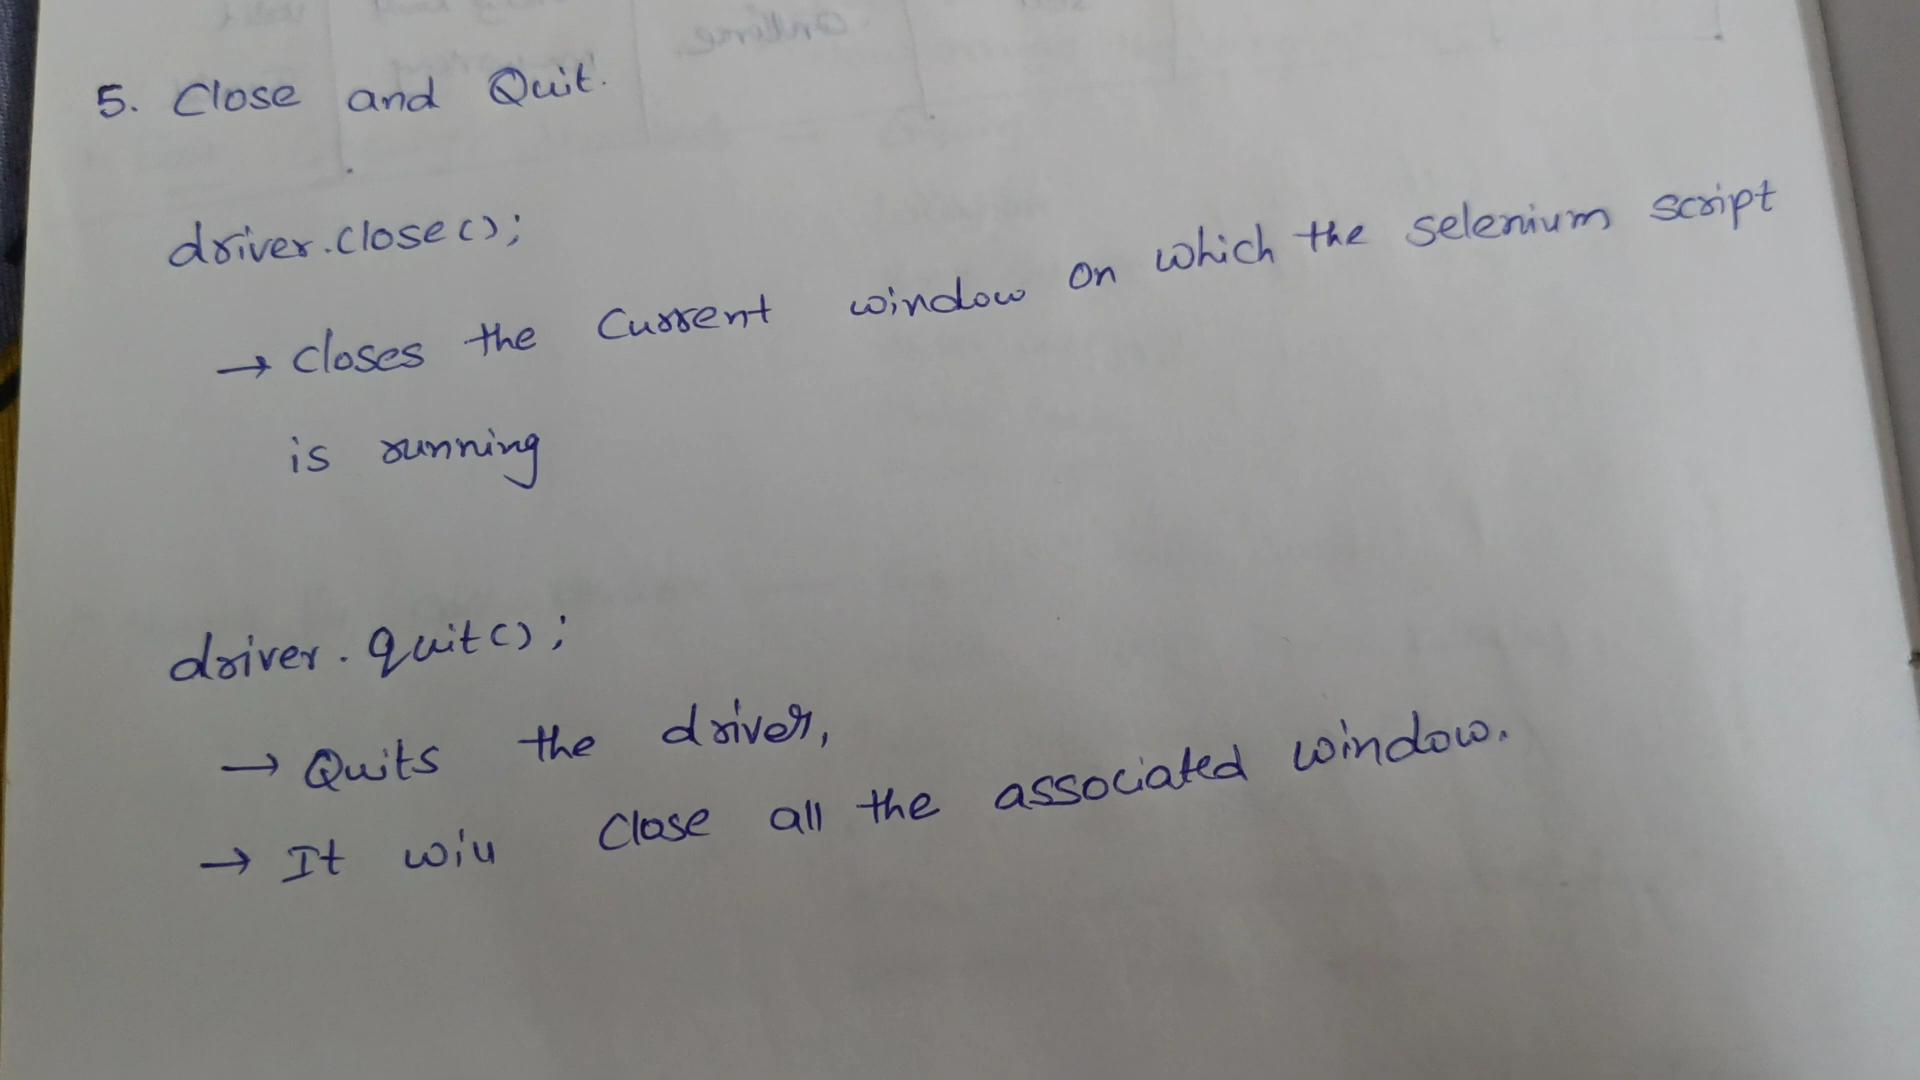 5. Close and Quit.
driver.close();
→ closes the Current window on which the selenium script
is running
driver.quit();
→ Quits the driver,
→ It will Close all the associated window.